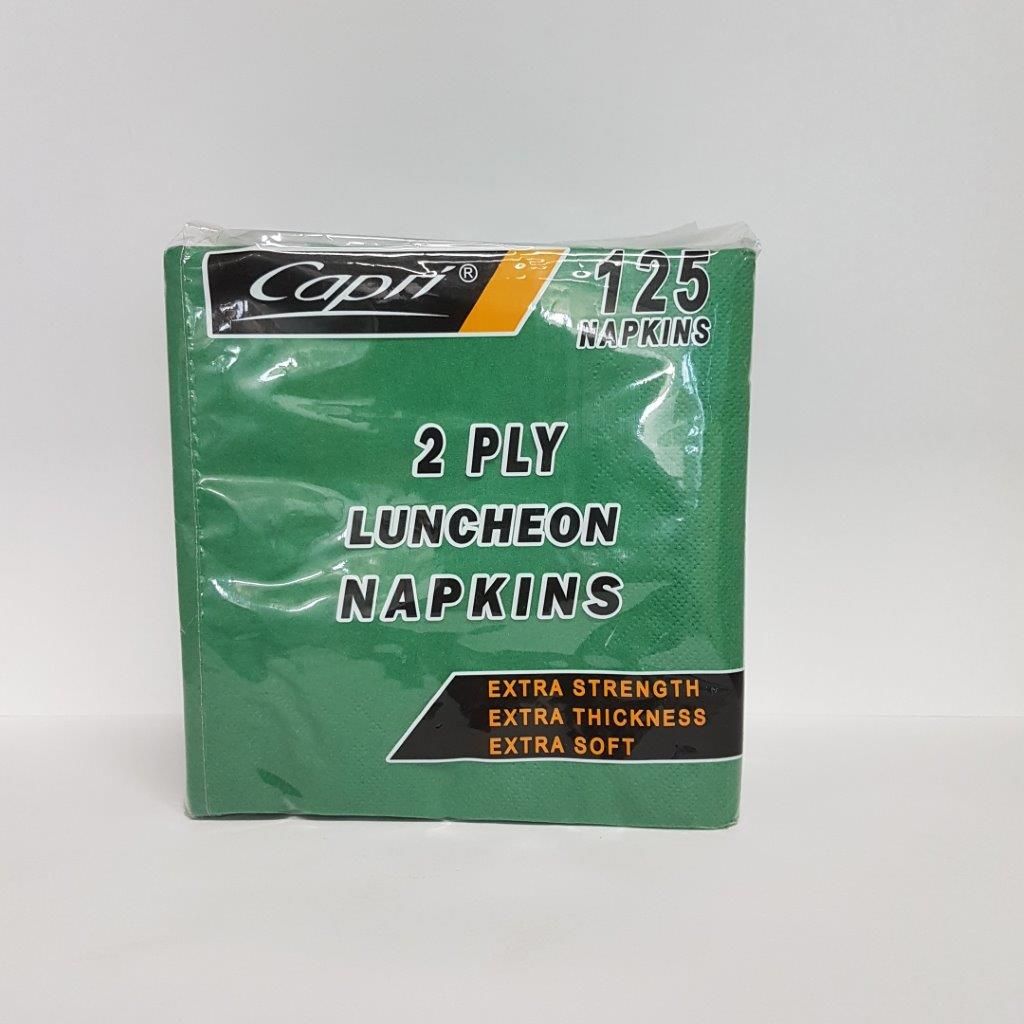 Capri®
125
NAPKINS
2 PLY
LUNCHEON
NAPKINS
EXTRA STRENGTH
EXTRA THICKNESS
EXTRA SOFT